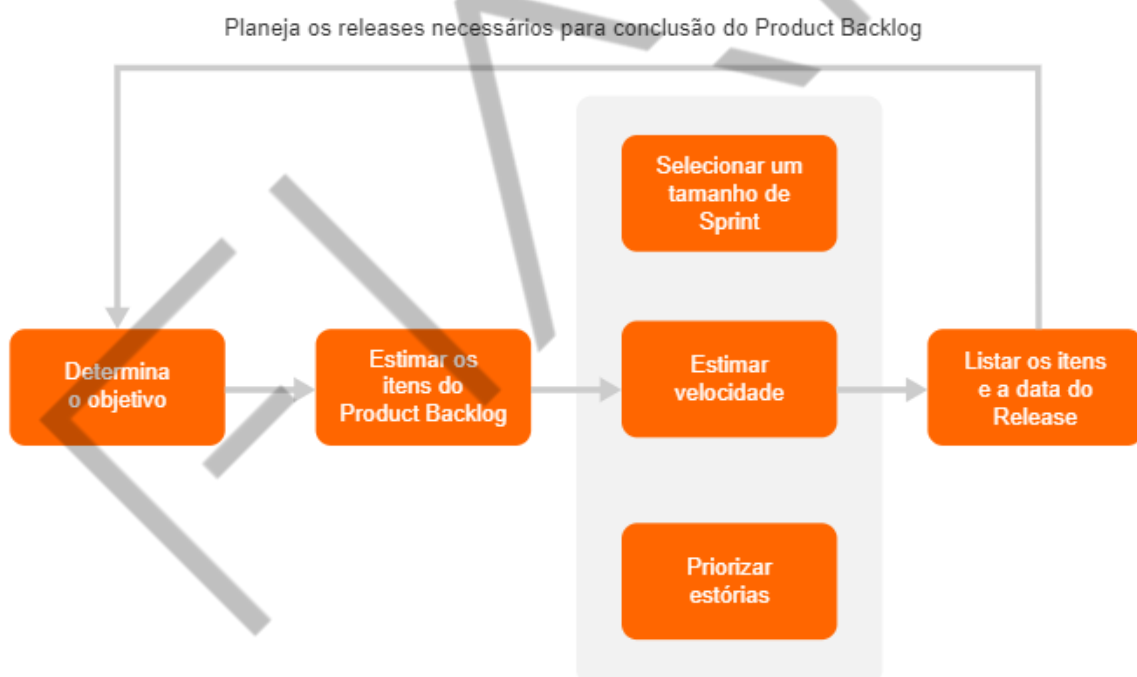 Planeja os releases necessários para conclusão do Product Backlog
Selecionar um
tamanho de
Sprint
Determina
o objetivo
Estimar os
itens do
Product Backlog
Estimar
velocidade
Listar os itens
e a data do
Release
Priorizar
estórias